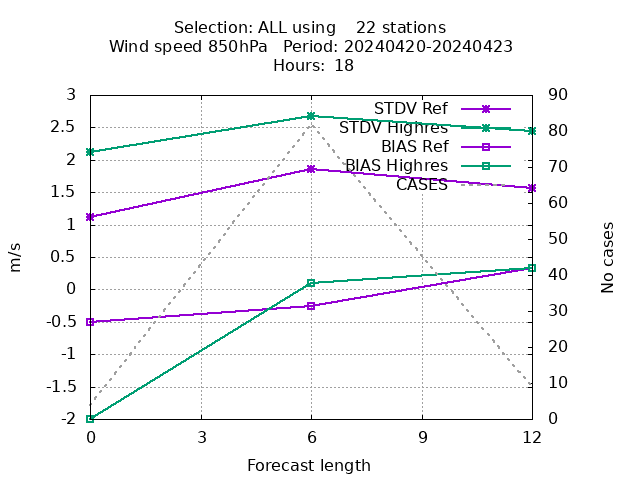 Selection: ALL using    22 stations
Wind speed 850hPa   Period: 20240420-20240423
Hours:  18
3
2.5
2
1.5
1
0.5
0
-0.5
-1
-1.5
-2
m/s
STDV Ref
STDV Highres
BIAS Ref
BIAS Highres
CASES
90
80
70
60
50
40
30
20
10
0
No cases
0 3 6 9 12
Forecast length